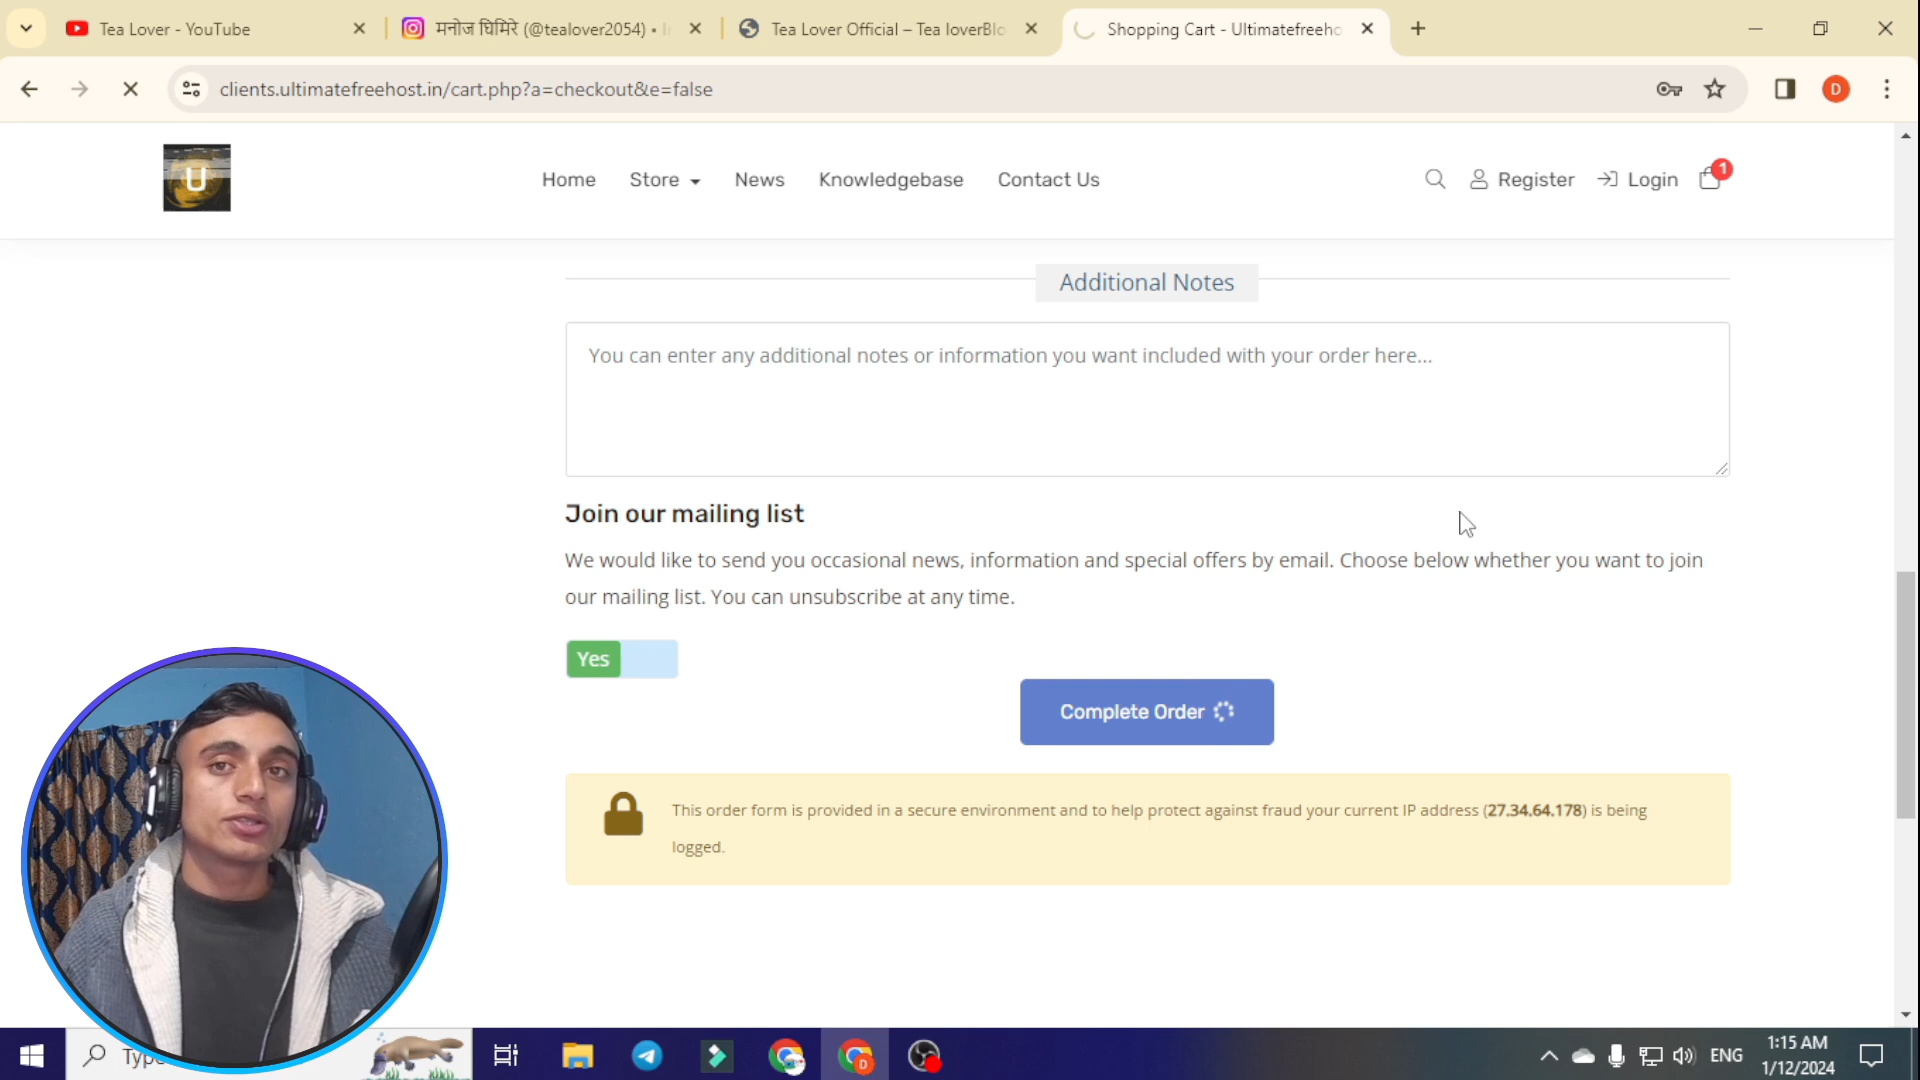 Tea Lover - YouTube
मनोज घिमिरे (@tealover2054) •
Tea Lover Official – Tea loverBlo
Shopping Cart - Ultimatefreeho
clients.ultimatefreehost.in/cart.php?a=checkout&e=false
D
U
Home
Store
News
Knowledgebase
Contact Us
Register
Login
1
Additional Notes
You can enter any additional notes or information you want included with your order here...
Join our mailing list
We would like to send you occasional news, information and special offers by email. Choose below whether you want to join
our mailing list. You can unsubscribe at any time.
Yes
Complete Order
This order form is provided in a secure environment and to help protect against fraud your current IP address (27.34.64.178) is being
logged.
Type
D
ENG
1:15 AM
1/12/2024